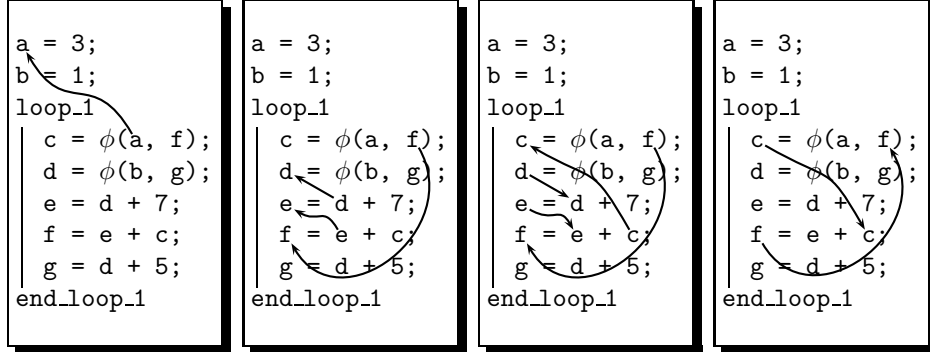 a = 3;
b = 1;
loop_1
c = ϕ(a, f);
d = ϕ(b, g);
e = d + 7;
f = e + c;
g = d + 5;
end_loop_1
a = 3;
b = 1;
loop_1
c = ϕ(a, f);
d = ϕ(b, g);
e = d + 7;
f = e + c;
g = d + 5;
end_loop_1
a = 3;
b = 1;
loop_1
c = ϕ(a, f);
d = ϕ(b, g);
e = d + 7;
f = e + c;
g = d + 5;
end_loop_1
a = 3;
b = 1;
loop_1
c = ϕ(a, f);
d = ϕ(b, g);
e = d + 7;
f = e + c;
g = d + 5;
end_loop_1